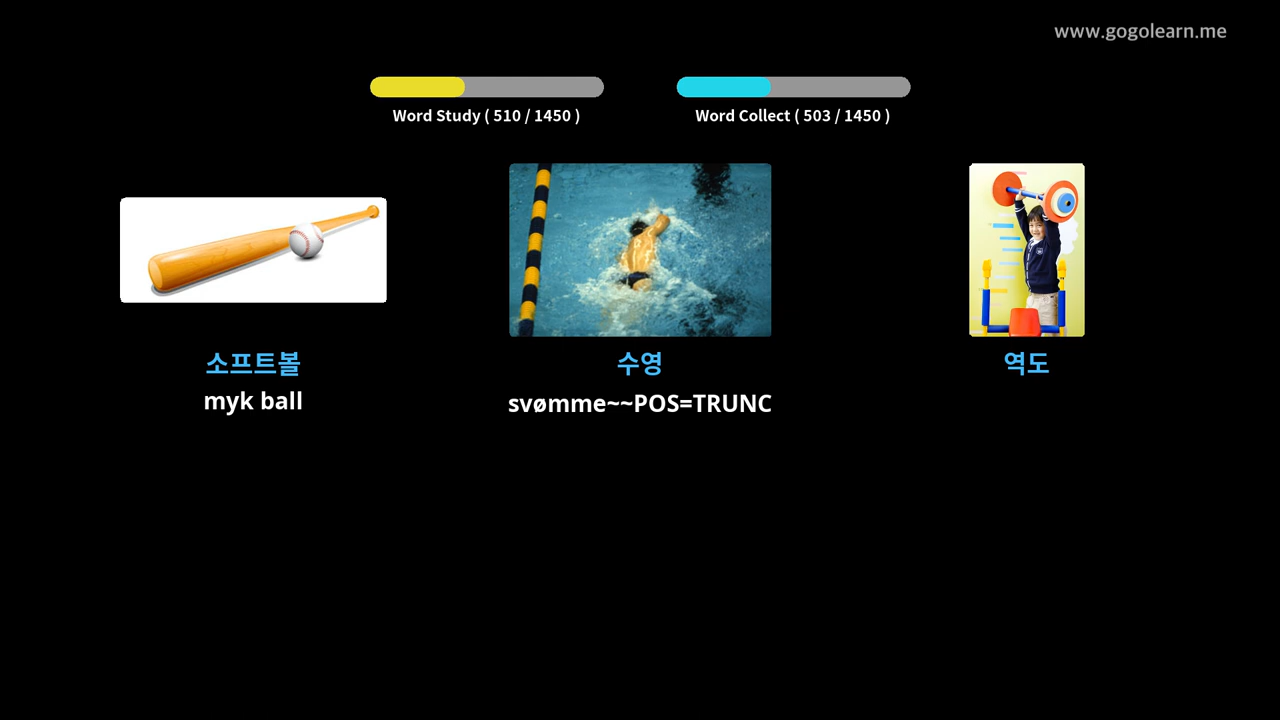 www.gogolearn.me
Word Study ( 510 / 1450 )
Word Collect ( 503 / 1450 )
소프트볼
수영
역도
myk ball
svømme~~POS=TRUNC